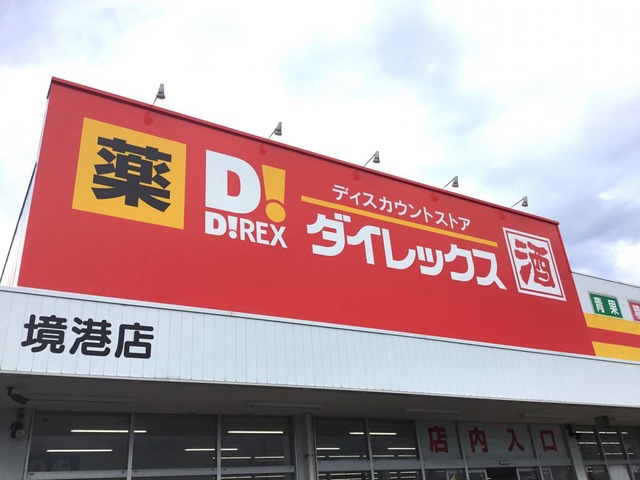 薬
D!
D!REX
ディスカウントストア
ダイレックス
酒
青果
境港店
店内入口